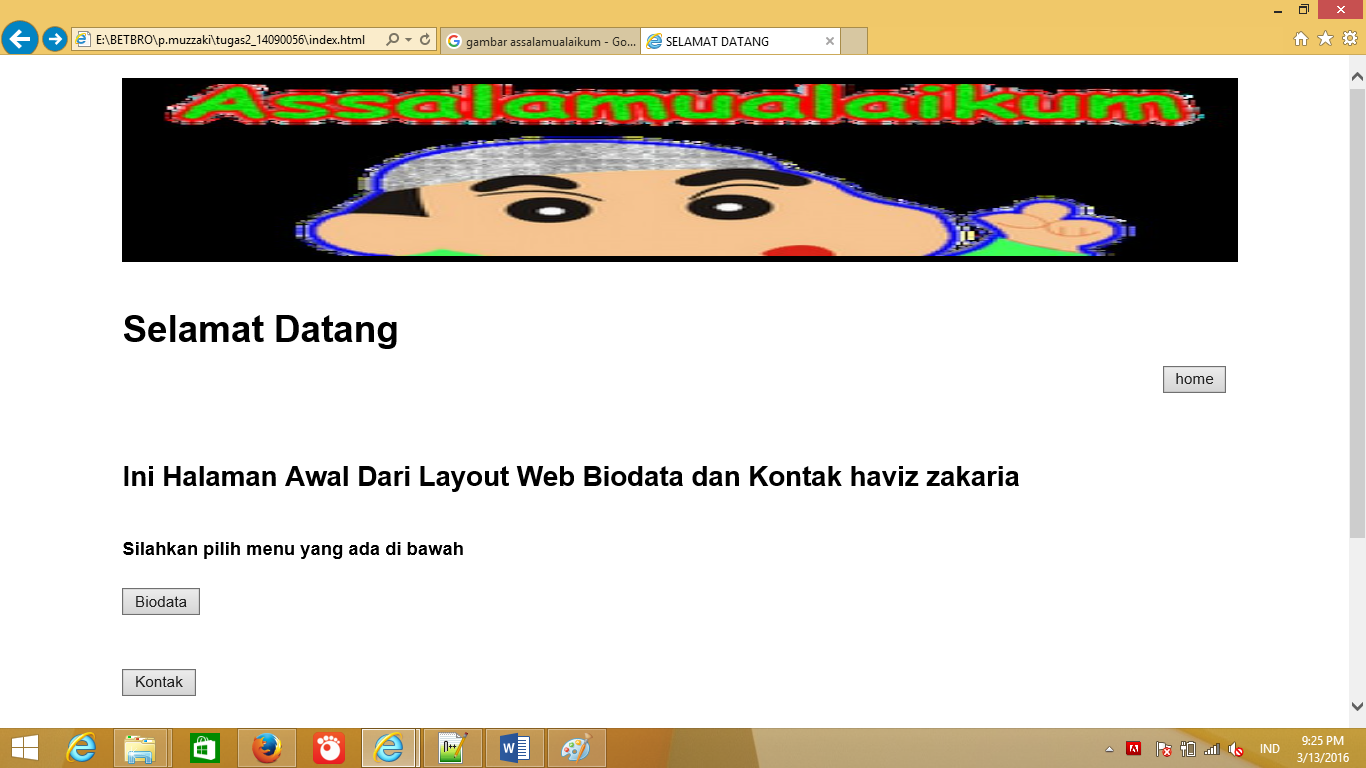 E:\BETBRO\p.muzzaki\tugas2_14090056\index.html
gambar assalamualaikum - Go...
SELAMAT DATANG
Assalamualaikum
Selamat Datang
home
Ini Halaman Awal Dari Layout Web Biodata dan Kontak haviz zakaria
Silahkan pilih menu yang ada di bawah
Biodata
Kontak
IND
9:25 PM
3/13/2016